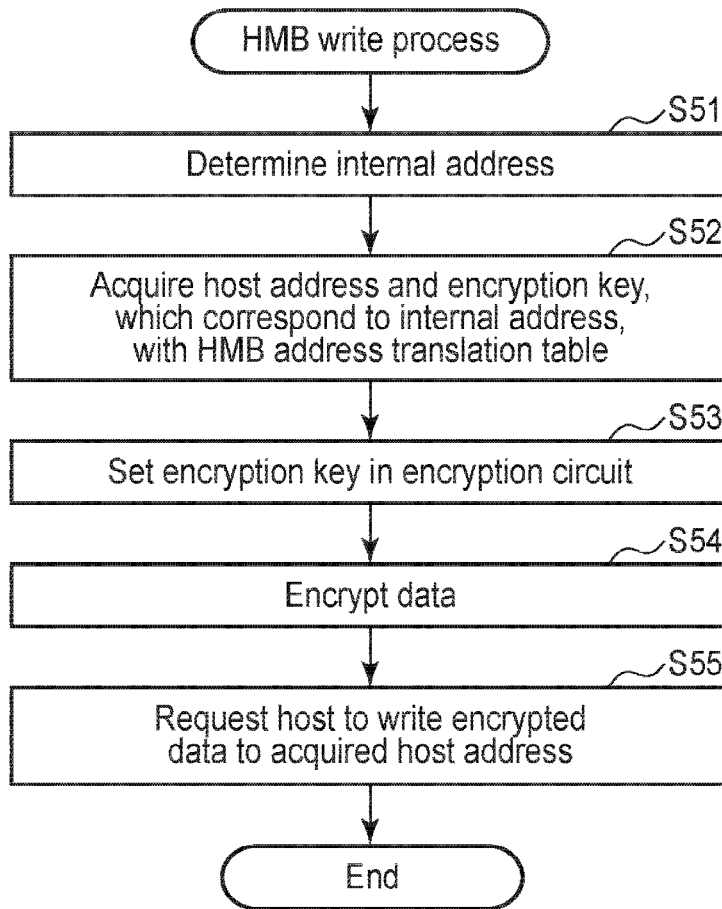 HMB write process
S51
Determine internal address
S52
Acquire host address and encryption key,
which correspond to internal address,
with HMB address translation table
S53
Set encryption key in encryption circuit
S54
Encrypt data
S55
Request host to write encrypted
data to acquired host address
End